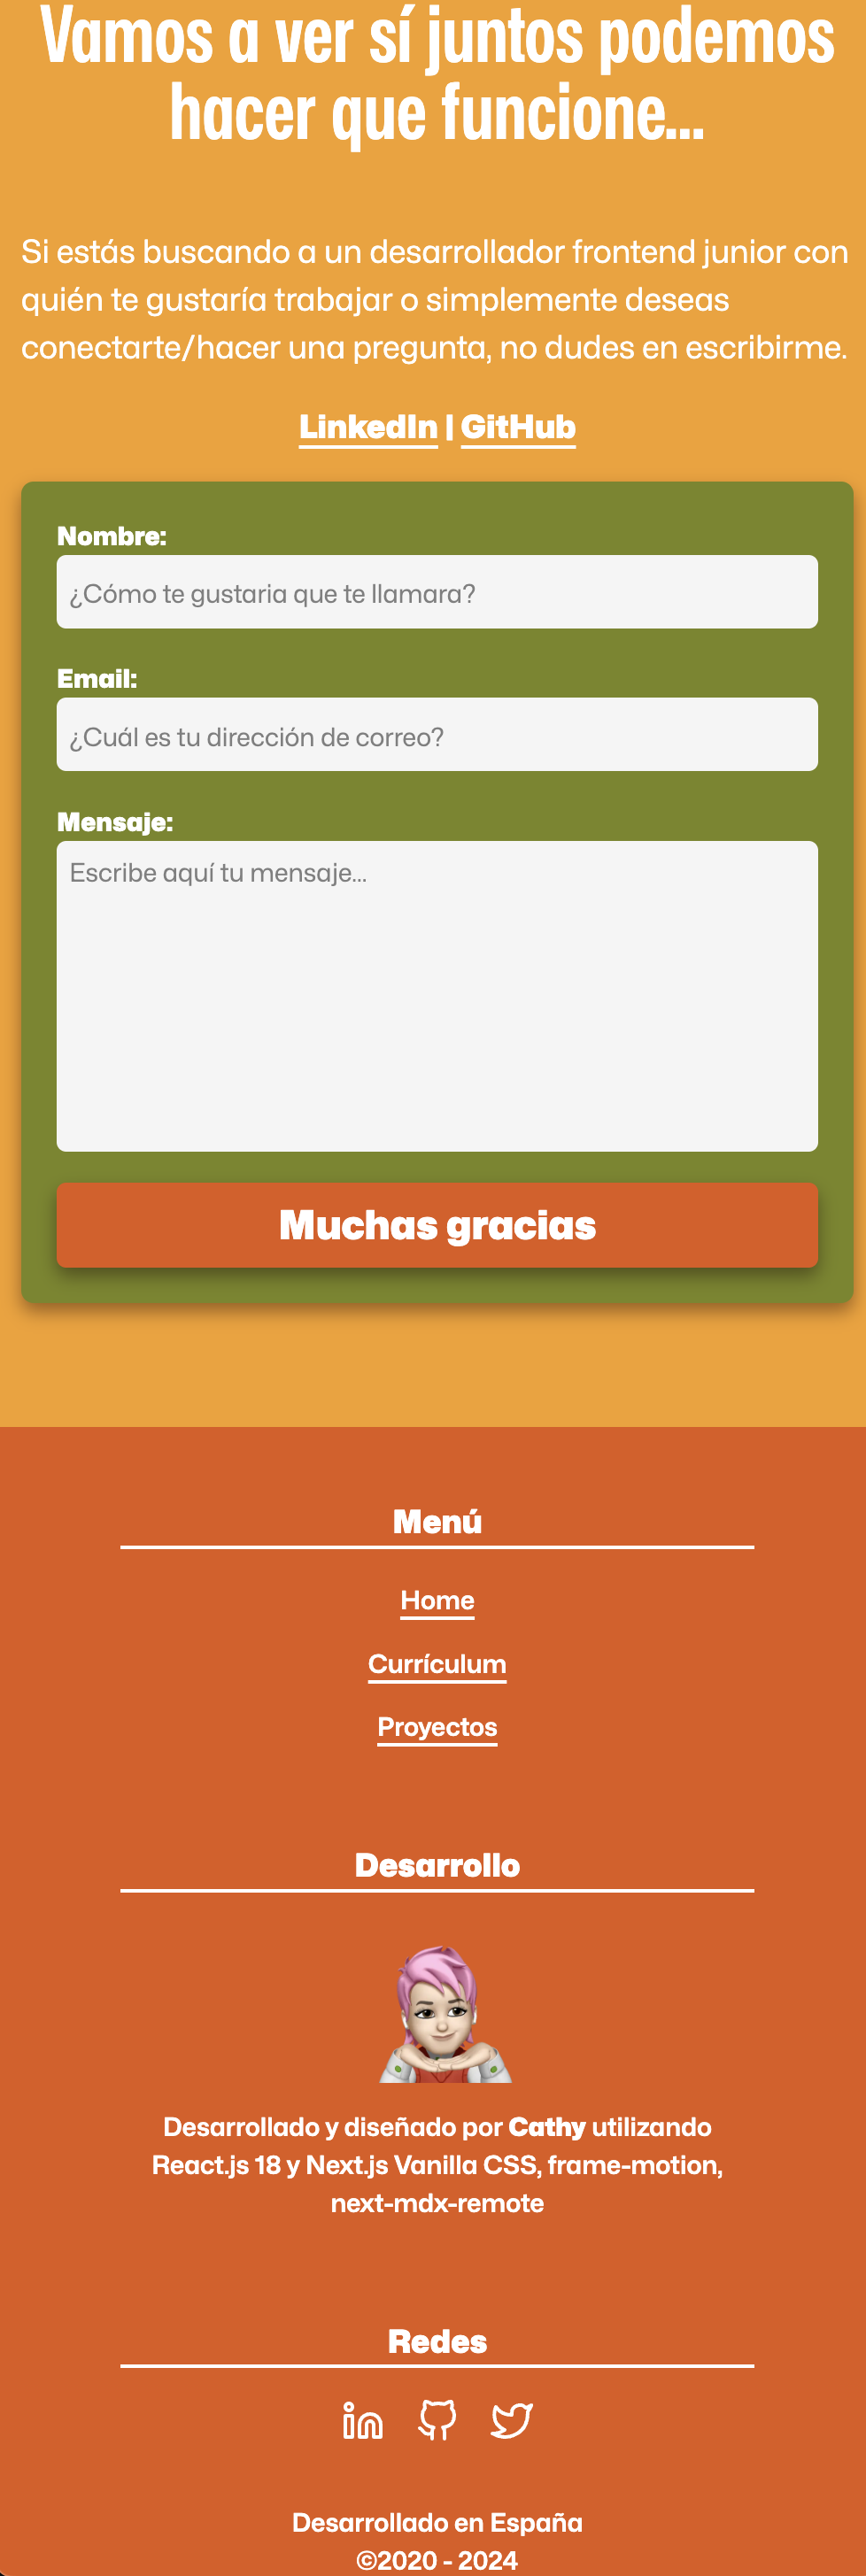 Vamos a ver sí juntos podemos
hacer que funcione...
Si estás buscando a un desarrollador frontend junior con
quién te gustaría trabajar o simplemente deseas
conectarte/hacer una pregunta, no dudes en escribirme.
LinkedIn | GitHub
Nombre:
¿Cómo te gustaria que te llamara?
Email:
¿Cuál es tu dirección de correo?
Mensaje:
Escribe aquí tu mensaje...
Muchas gracias
Menú
Home
Currículum
Proyectos
Desarrollo
Desarrollado y diseñado por Cathy utilizando
React.js 18 y Next.js Vanilla CSS, frame-motion,
next-mdx-remote
Redes
Desarrollado en España
©2020 - 2024